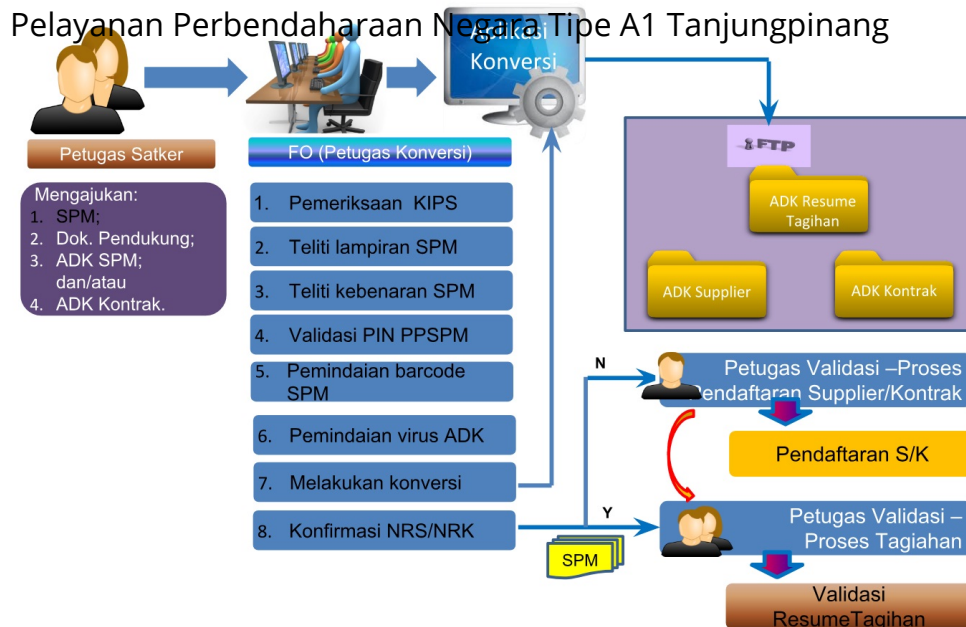 Pelayanan Perbendaharaan Negara Tipe A1 Tanjungpinang
Aplikasi
Konversi
Petugas Satker
FO (Petugas Konversi)
Mengajukan:
1. SPM;
2. Dok. Pendukung;
3. ADK SPM;
dan/atau
4. ADK Kontrak.
1. Pemeriksaan KIPS
2. Teliti lampiran SPM
3. Teliti kebenaran SPM
4. Validasi PIN PPSPM
5. Pemindaian barcode
SPM
6. Pemindaian virus ADK
7. Melakukan konversi
8. Konfirmasi NRS/NRK
FTP
ADK Resume
Tagihan
ADK Supplier
ADK Kontrak
N
Petugas Validasi –Proses
Pendaftaran Supplier/Kontrak
Pendaftaran S/K
Y
SPM
Petugas Validasi –
Proses Tagiahan
Validasi
ResumeTagihan